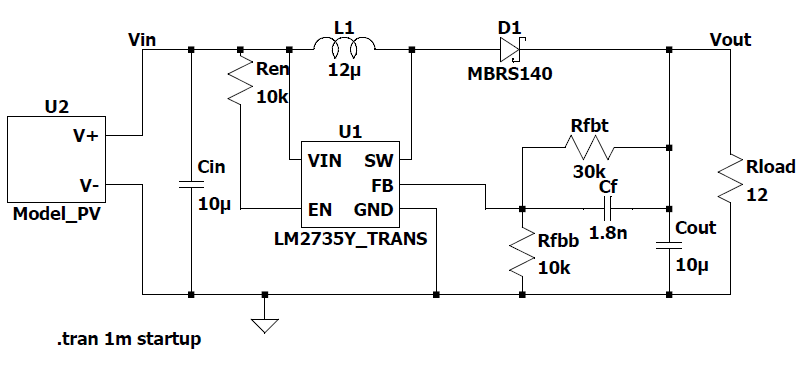 L1
D1
Vin
Vout
Ren
10k
12µ
MBRS140
U2
V+
V-
Model_PV
U1
Rfbt
30k
VIN
SW
FB
EN
GND
LM2735Y_TRANS
Cin
10µ
Cf
1.8n
Rload
12
Rfbb
10k
Cout
10µ
.tran 1m startup